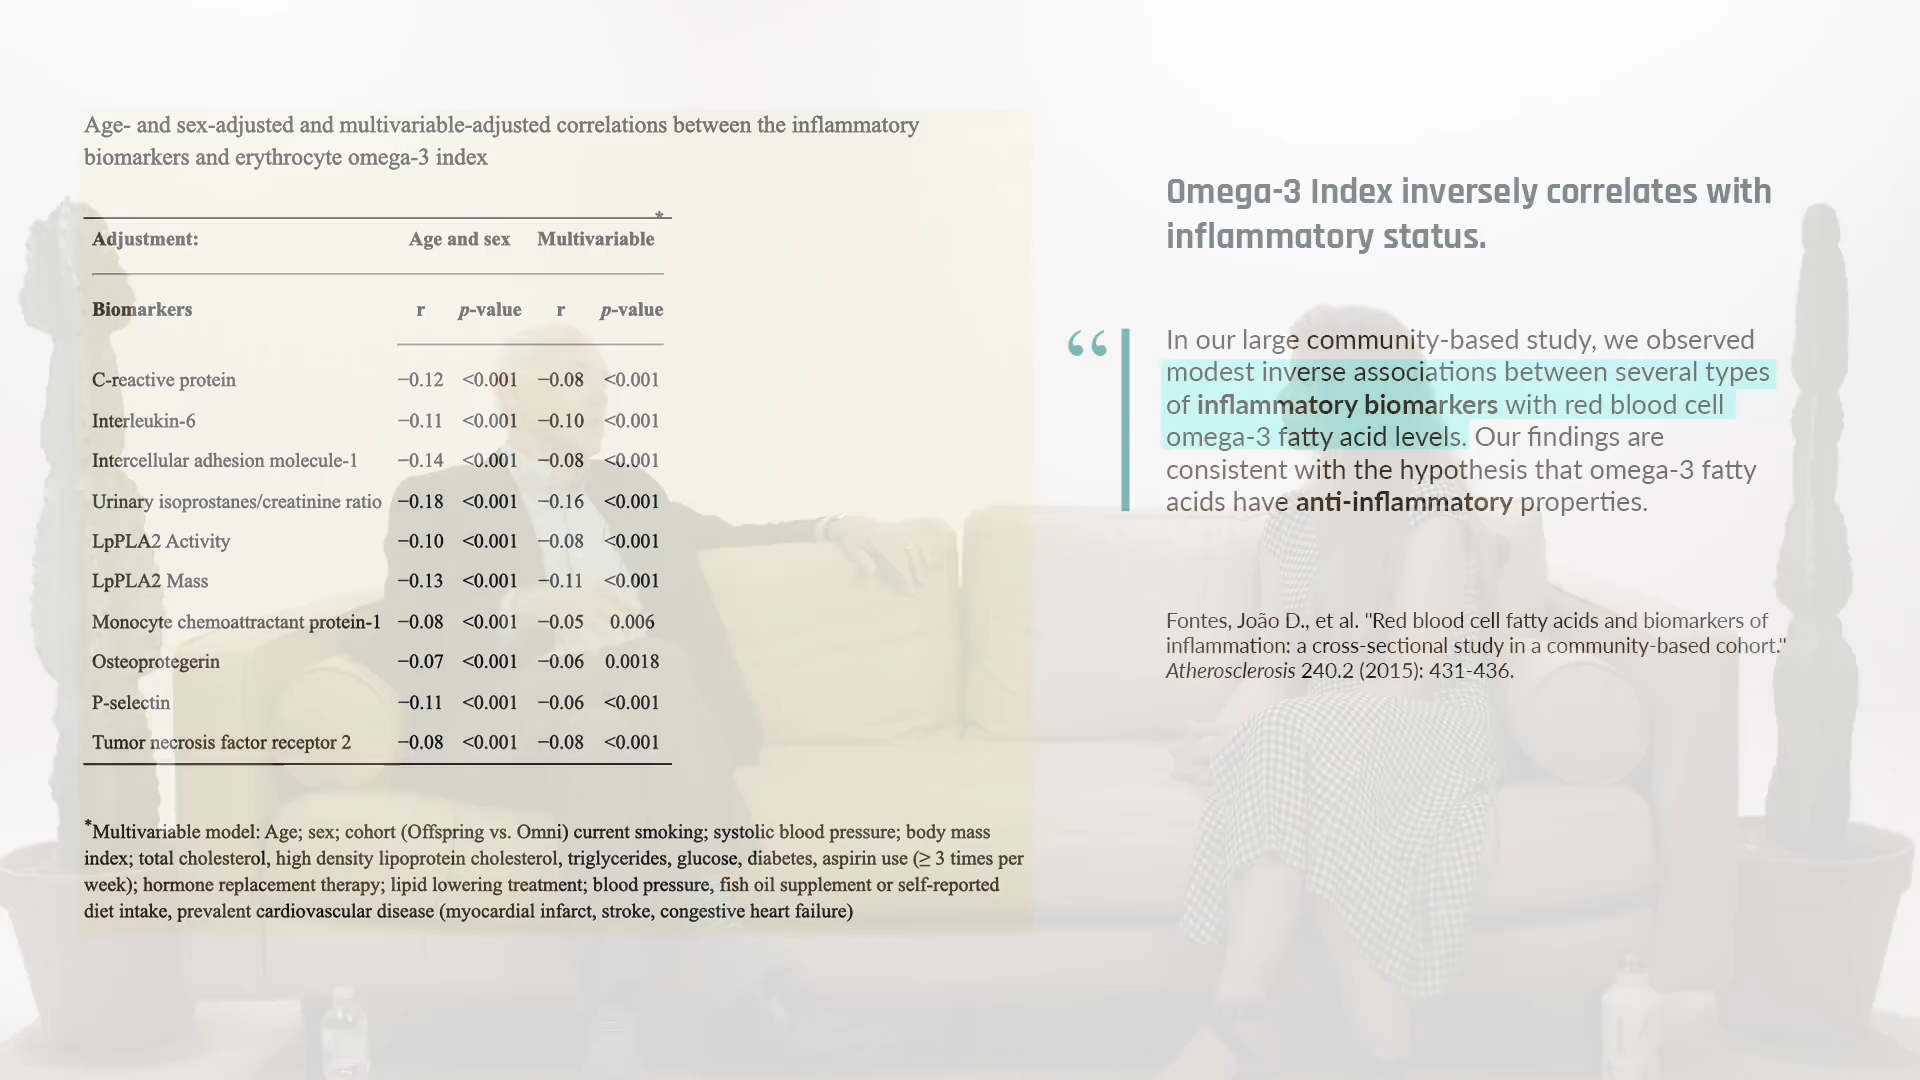 Age- and sex-adjusted and multivariable-adjusted correlations between the inflammatory
biomarkers and erythrocyte omega-3 index
*
Adjustment: Age and sex Multivariable
Biomarkers r p-value r p-value
C-reactive protein −0.12 <0.001 −0.08 <0.001
Interleukin-6 −0.11 <0.001 −0.10 <0.001
Intercellular adhesion molecule-1 −0.14 <0.001 −0.08 <0.001
Urinary isoprostanes/creatinine ratio −0.18 <0.001 −0.16 <0.001
LpPLA2 Activity −0.10 <0.001 −0.08 <0.001
LpPLA2 Mass −0.13 <0.001 −0.11 <0.001
Monocyte chemoattractant protein-1 −0.08 <0.001 −0.05 0.006
Osteoprotegerin −0.07 <0.001 −0.06 0.0018
P-selectin −0.11 <0.001 −0.06 <0.001
Tumor necrosis factor receptor 2 −0.08 <0.001 −0.08 <0.001
*Multivariable model: Age; sex; cohort (Offspring vs. Omni) current smoking; systolic blood pressure; body mass
index; total cholesterol, high density lipoprotein cholesterol, triglycerides, glucose, diabetes, aspirin use (≥ 3 times per
week); hormone replacement therapy; lipid lowering treatment; blood pressure, fish oil supplement or self-reported
diet intake, prevalent cardiovascular disease (myocardial infarct, stroke, congestive heart failure)
Omega-3 Index inversely correlates with
inflammatory status.
“ In our large community-based study, we observed
modest inverse associations between several types
of inflammatory biomarkers with red blood cell
omega-3 fatty acid levels. Our findings are
consistent with the hypothesis that omega-3 fatty
acids have anti-inflammatory properties.
Fontes, João D., et al. "Red blood cell fatty acids and biomarkers of
inflammation: a cross-sectional study in a community-based cohort."
Atherosclerosis 240.2 (2015): 431-436.